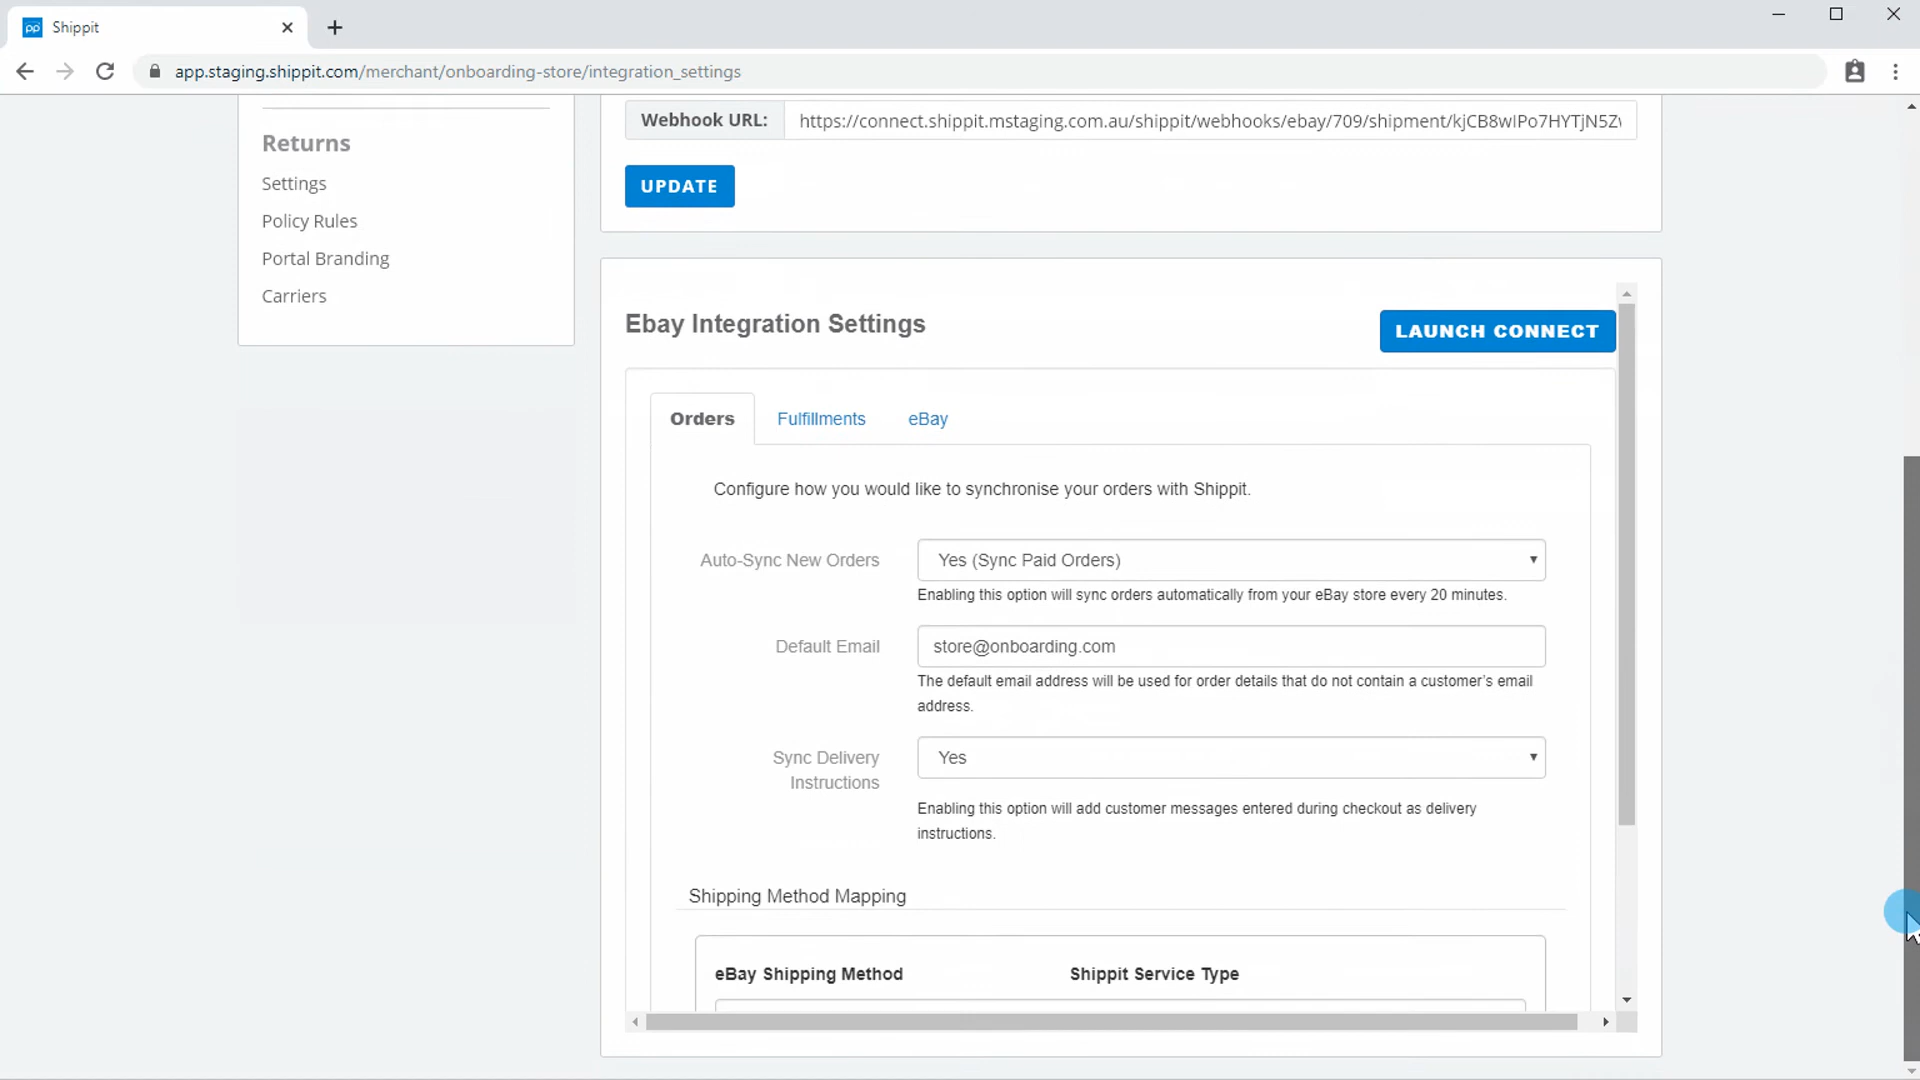 Shippit
app.staging.shippit.com/merchant/onboarding-store/integration_settings
Returns
Settings
Policy Rules
Portal Branding
Carriers
Webhook URL:
https://connect.shippit.mstaging.com.au/shippit/webhooks/ebay/709/shipment/kjCB8wIPo7HYTjN5Z
UPDATE
Ebay Integration Settings
LAUNCH CONNECT
Orders
Fulfillments
eBay
Configure how you would like to synchronise your orders with Shippit.
Auto-Sync New Orders
Yes (Sync Paid Orders)
Enabling this option will sync orders automatically from your eBay store every 20 minutes.
Default Email
store@onboarding.com
The default email address will be used for order details that do not contain a customer's email
address.
Sync Delivery
Instructions
Yes
Enabling this option will add customer messages entered during checkout as delivery
instructions.
Shipping Method Mapping
eBay Shipping Method
Shippit Service Type